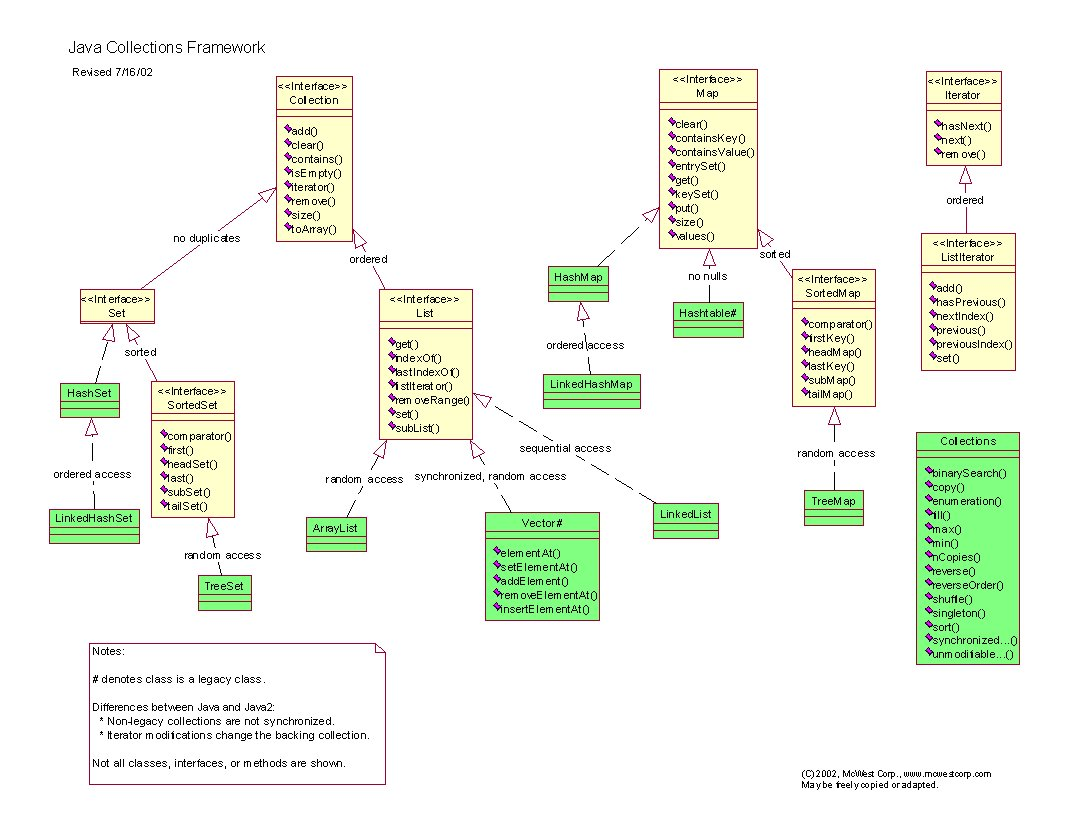 Java Collections Framework
Revised 7/16/02
<<Interface>>
Collection
add()
clear()
contains()
isEmpty()
iterator()
remove()
size()
toArray()
<<Interface>>
Map
clear()
containsKey()
containsValue()
entrySet()
get()
keySet()
put()
size()
values()
<<Interface>>
Iterator
hasNext()
next()
remove()
ordered
<<Interface>>
ListIterator
add()
hasPrevious()
nextIndex()
previous()
previousIndex()
set()
no duplicates
ordered
<<Interface>>
Set
sorted
HashSet
ordered access
LinkedHashSet
<<Interface>>
SortedSet
comparator()
first()
headSet()
last()
subSet()
tailSet()
random access
TreeSet
<<Interface>>
List
get()
indexOf()
lastIndexOf()
listIterator()
removeRange()
set()
subList()
random access
synchronized, random access
sequential access
ArrayList
Vector#
elementAt()
setElementAt()
addElement()
removeElementAt()
insertElementAt()
LinkedList
HashMap
ordered access
LinkedHashMap
no nulls
Hashtable#
sorted
<<Interface>>
SortedMap
comparator()
firstKey()
headMap()
lastKey()
subMap()
tailMap()
random access
TreeMap
Collections
binarySearch()
copy()
enumeration()
fill()
max()
min()
nCopies()
reverse()
reverseOrder()
shuffle()
singleton()
sort()
synchronized...()
unmodifiable...()
Notes:
# denotes class is a legacy class.
Differences between Java and Java2:
* Non-legacy collections are not synchronized.
* Iterator modifications change the backing collection.
Not all classes, interfaces, or methods are shown.
(C) 2002, McWest Corp., www.mcwestcorp.com
May be freely copied or adapted.